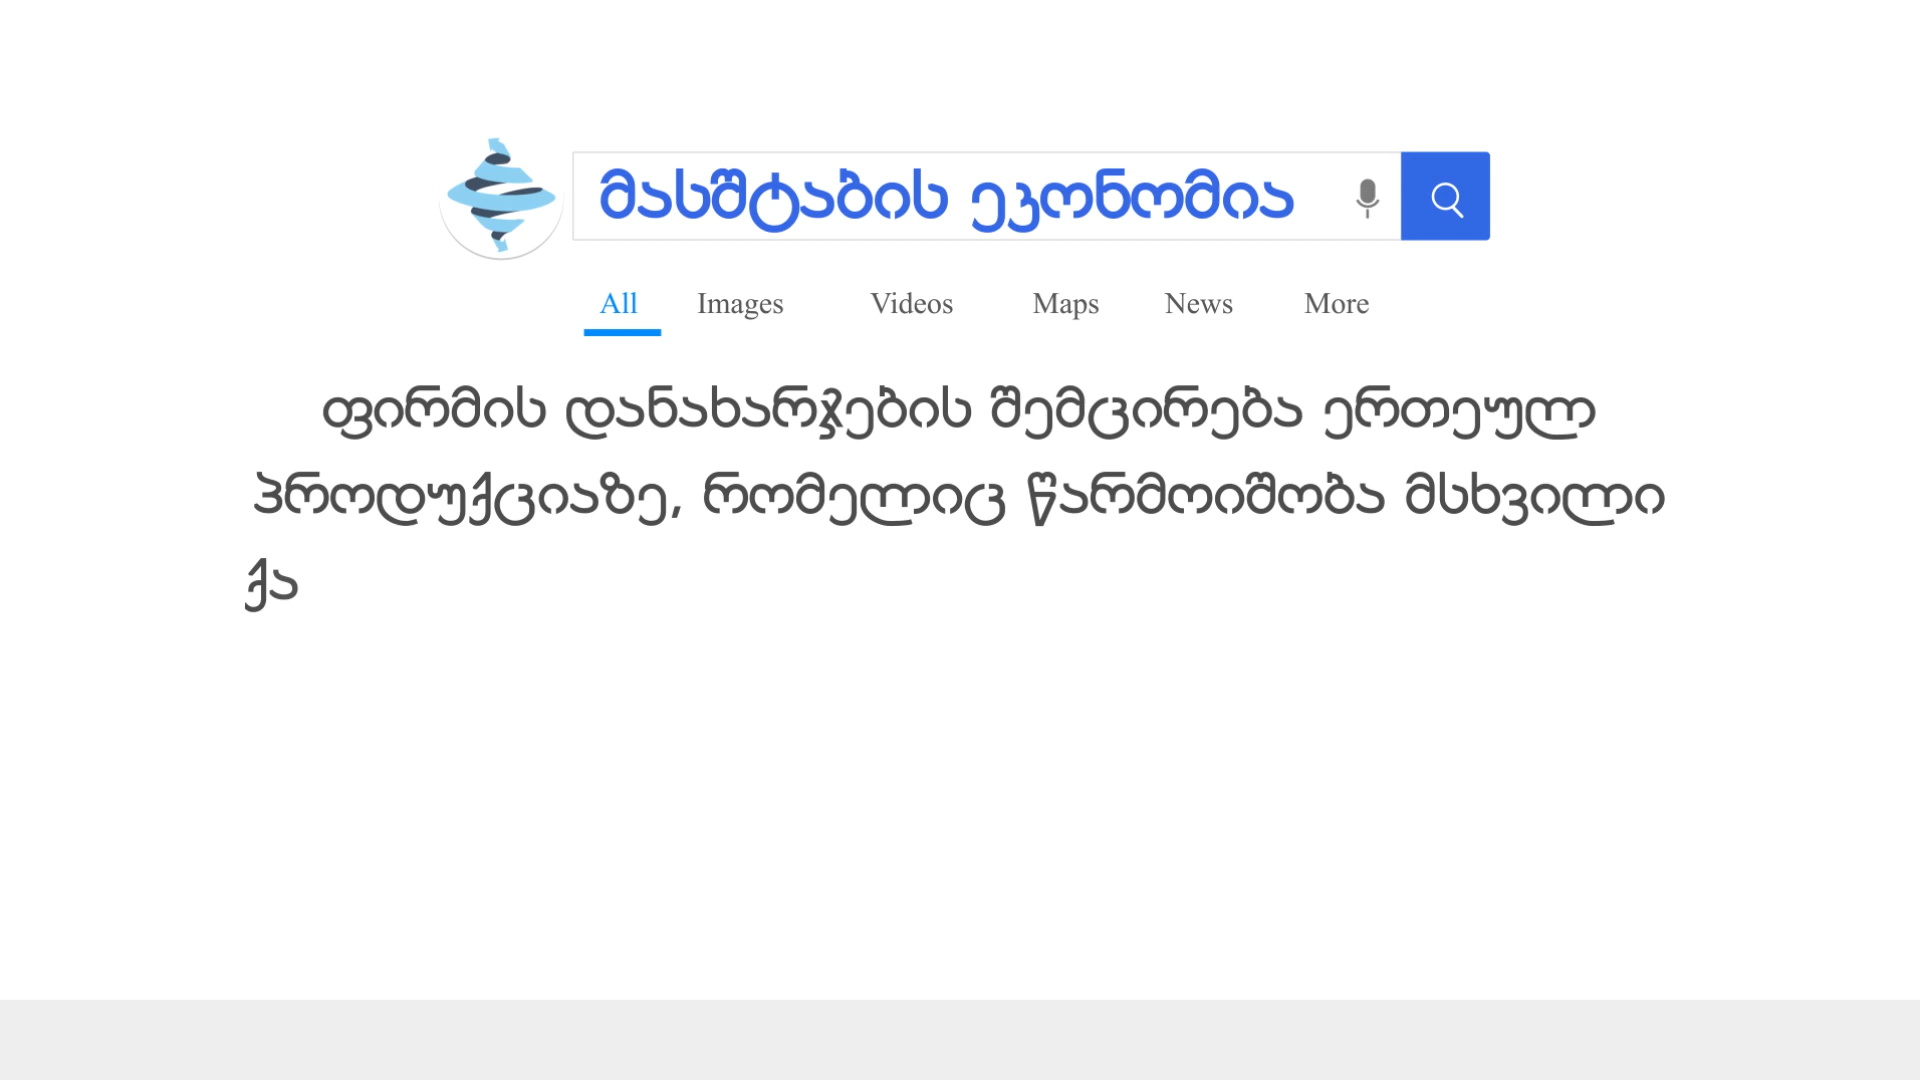 მასშტაბის ეკონომია
All Images Videos Maps News More
ფირმის დანახარჯების შემცირება ერთეულ
პროდუქციაზე, რომელიც წარმოიშობა მსხვილი
ქა